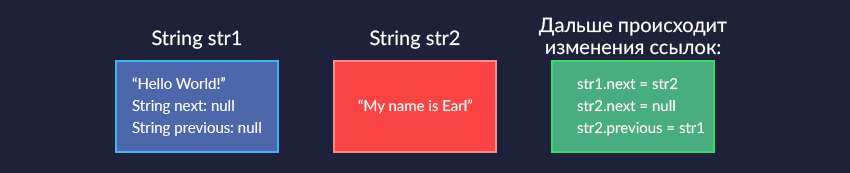 String str1
"Hello World!"
String next: null
String previous: null
String str2
"My name is Earl"
Дальше происходит
изменения ссылок:
str1.next = str2
str2.next = null
str2.previous = str1